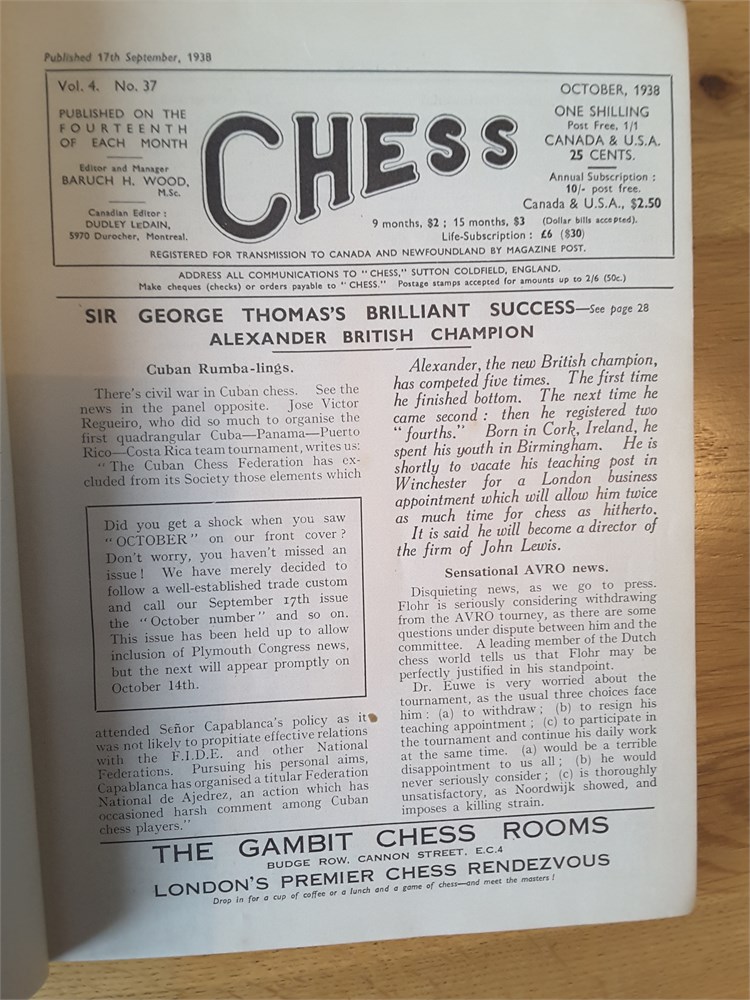 Published 17th September, 1938
Vol. 4. No. 37
OCTOBER, 1938
PUBLISHED ON THE
FOURTEENTH
OF EACH MONTH
Editor and Manager
BARUCH H. WOOD,
M.Sc.
Canadian Editor :
DUDLEY LeDAIN,
5970 Durocher, Montreal.
CHESS
ONE SHILLING
Post Free, 1/1
CANADA & U.S.A.
25 CENTS.
Annual Subscription :
10/- post free.
Canada & U.S.A., $2.50
9 months, $2 ; 15 months, $3 (Dollar bills accepted).
Life-Subscription : £6 ($30)
REGISTERED FOR TRANSMISSION TO CANADA AND NEWFOUNDLAND BY MAGAZINE POST.
ADDRESS ALL COMMUNICATIONS TO "CHESS," SUTTON COLDFIELD, ENGLAND.
Make cheques (checks) or orders payable to "CHESS." Postage stamps accepted for amounts up to 2/6 (50c.)
SIR GEORGE THOMAS'S BRILLIANT SUCCESS—See page 28
ALEXANDER BRITISH CHAMPION
Cuban Rumba-lings.
There's civil war in Cuban chess. See the
news in the panel opposite. Jose Victor
Regueiro, who did so much to organise the
first quadrangular Cuba—Panama—Puerto
Rico—Costa Rica team tournament, writes us:
"The Cuban Chess Federation has ex-
cluded from its Society those elements which
Did you get a shock when you saw
"OCTOBER" on our front cover?
Don't worry, you haven't missed an
issue! We have merely decided to
follow a well-established trade custom
and call our September 17th issue
the "October number" and so on.
This issue has been held up to allow
inclusion of Plymouth Congress news,
but the next will appear promptly on
October 14th.
attended Señor Capablanca's policy as it
was not likely to propitiate effective relations
with the F.I.D.E. and other National
Federations. Pursuing his personal aims,
Capablanca has organised a titular Federation
National de Ajedrez, an action which has
occasioned harsh comment among Cuban
chess players."
Alexander, the new British champion,
has competed five times. The first time
he finished bottom. The next time he
came second : then he registered two
"fourths." Born in Cork, Ireland, he
spent his youth in Birmingham. He is
shortly to vacate his teaching post in
Winchester for a London business
appointment which will allow him twice
as much time for chess as hitherto.
It is said he will become a director of
the firm of John Lewis.
Sensational AVRO news.
Disquieting news, as we go to press.
Flohr is seriously considering withdrawing
from the AVRO tourney, as there are some
questions under dispute between him and the
committee. A leading member of the Dutch
chess world tells us that Flohr may be
perfectly justified in his standpoint.
Dr. Euwe is very worried about the
tournament, as the usual three choices face
him : (a) to withdraw ; (b) to resign his
teaching appointment ; (c) to participate in
the tournament and continue his daily work
at the same time. (a) would be a terrible
disappointment to us all ; (b) he would
never seriously consider ; (c) is thoroughly
unsatisfactory, as Noordwijk showed, and
imposes a killing strain.
THE GAMBIT CHESS ROOMS
BUDGE ROW, CANNON STREET, E.C.4
LONDON'S PREMIER CHESS RENDEZVOUS
Drop in for a cup of coffee or a lunch and a game of chess—and meet the masters !